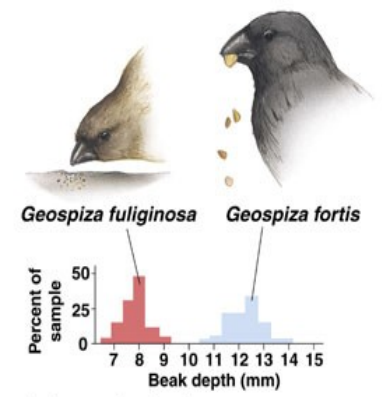 Geospiza fuliginosa
Geospiza fortis
Percent of
sample
50
25
0
7 8 9 10 11 12 13 14 15
Beak depth (mm)